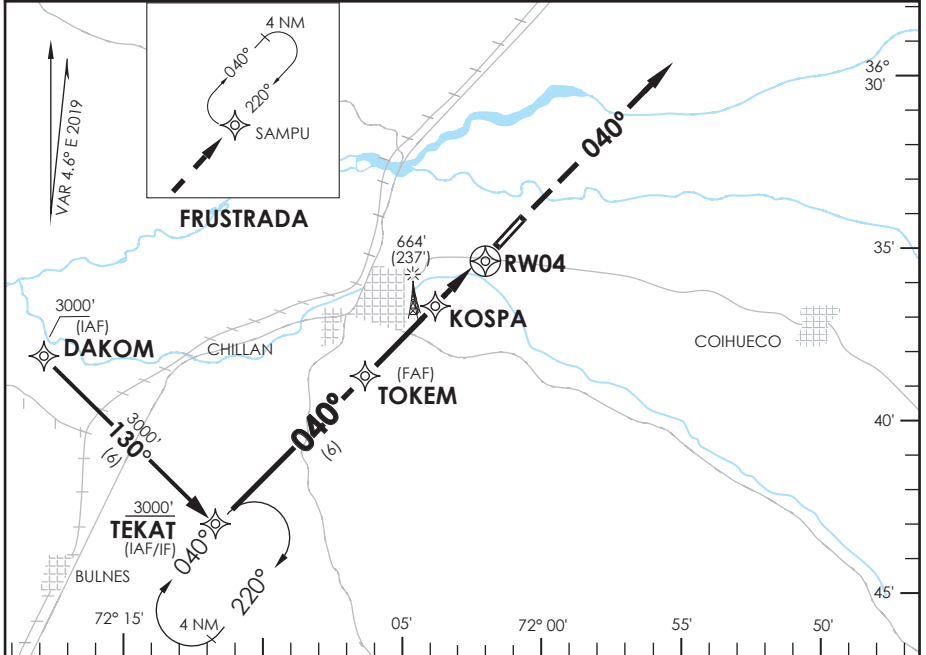 VAR 4.6° E 2019
4 NM
040°
220°
SAMPU
FRUSTRADA
36°
30'
040°
35'
664'
(237')
RW04
KOSPA
3000'
(IAF)
DAKOM
CHILLAN
COIHUECO
(FAF)
TOKEM
3000'
130°
(6)
040°
(6)
40'
3000'
TEKAT
(IAF/IF)
040°
220°
BULNES
4 NM
45'
72° 15'
05'
72° 00'
55'
50'